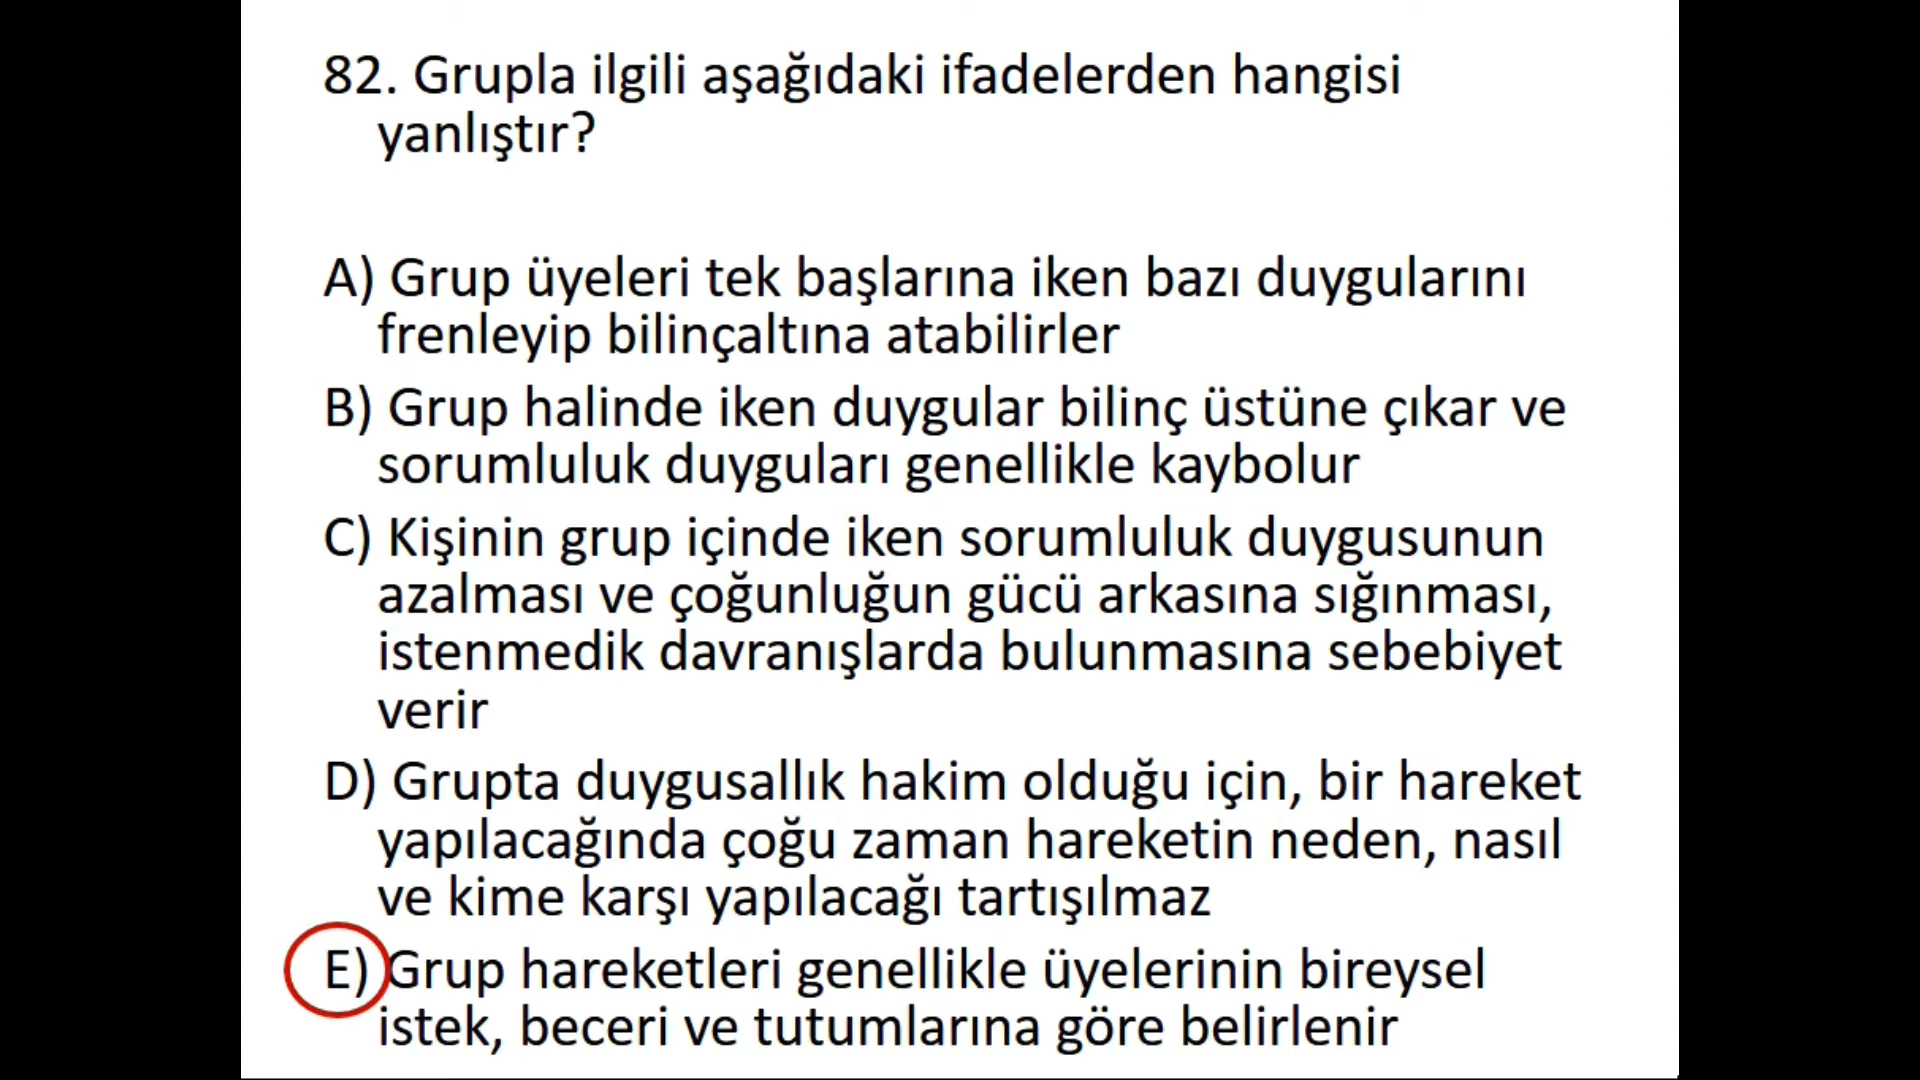 82. Grupla ilgili aşağıdaki ifadelerden hangisi
yanlıştır?
A) Grup üyeleri tek başlarına iken bazı duygularını
frenleyip bilinçaltına atabilirler
B) Grup halinde iken duygular bilinç üstüne çıkar ve
sorumluluk duyguları genellikle kaybolur
C) Kişinin grup içinde iken sorumluluk duygusunun
azalması ve çoğunluğun gücü arkasına sığınması,
istenmedik davranışlarda bulunmasına sebebiyet
verir
D) Grupta duygusallık hakim olduğu için, bir hareket
yapılacağında çoğu zaman hareketin neden, nasıl
ve kime karşı yapılacağı tartışılmaz
E) Grup hareketleri genellikle üyelerinin bireysel
istek, beceri ve tutumlarına göre belirlenir